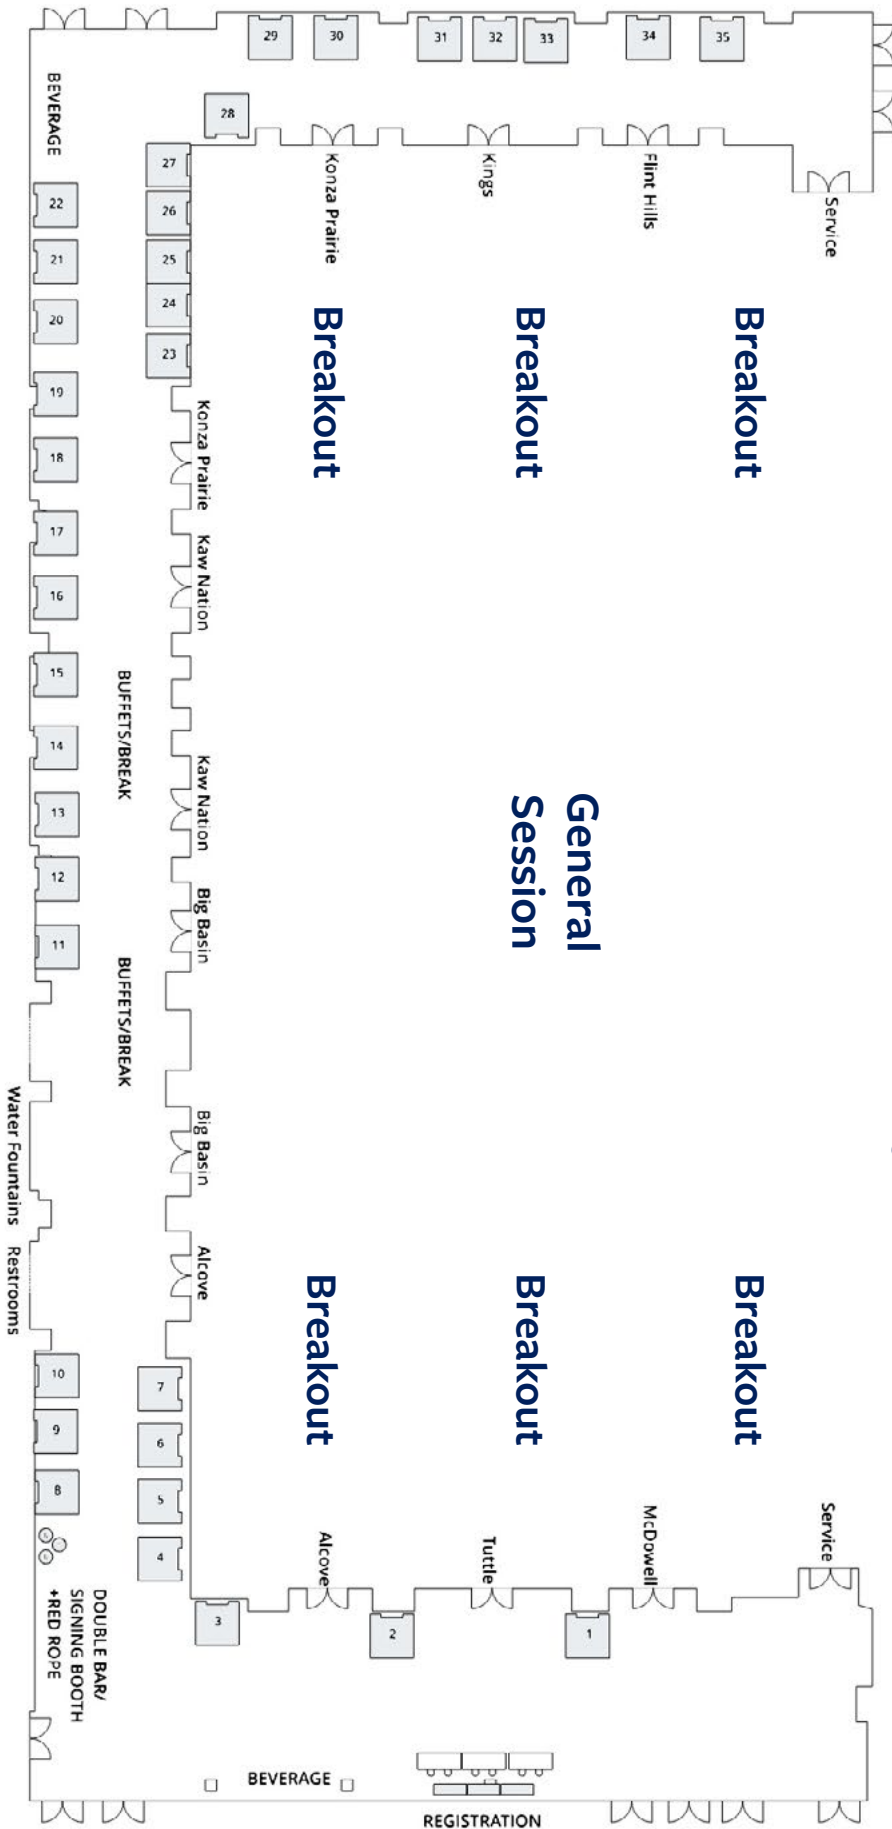 29
30
31
32
33
34
35
28
BEVERAGE
27
26
25
24
23
22
21
20
19
18
17
16
15
14
13
12
11
Konza Prairie
Kings
Flint Hills
Service
Breakout
Breakout
Breakout
Konza Prairie
Kaw Nation
BUFFETS/BREAK
Kaw Nation
General
Session
Big Basin
BUFFETS/BREAK
Big Basin
Water Fountains
Restrooms
Alcove
Breakout
Breakout
Breakout
10
9
8
7
6
5
4
Alcove
Tuttle
McDowell
Service
3
2
1
DOUBLE BAR/
SIGNING BOOTH
+RED ROPE
BEVERAGE
REGISTRATION